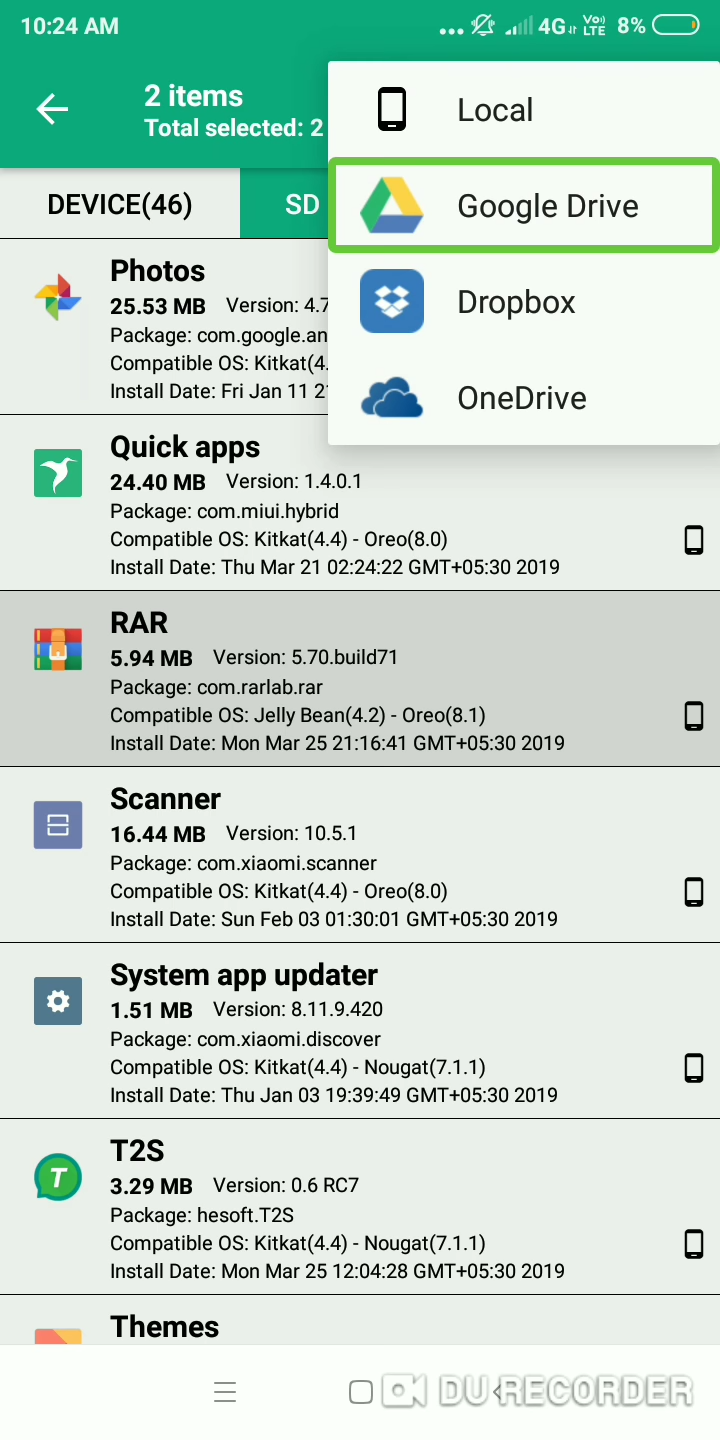 10:24 AM
4G VoLTE 8%
2 items
Total selected: 2
Local
Google Drive
Dropbox
OneDrive
DEVICE(46)
SD
Photos
25.53 MB Version: 4.7
Package: com.google.an
Compatible OS: Kitkat(4.
Install Date: Fri Jan 11 2
Quick apps
24.40 MB Version: 1.4.0.1
Package: com.miui.hybrid
Compatible OS: Kitkat(4.4) - Oreo(8.0)
Install Date: Thu Mar 21 02:24:22 GMT+05:30 2019
RAR
5.94 MB Version: 5.70.build71
Package: com.rarlab.rar
Compatible OS: Jelly Bean(4.2) - Oreo(8.1)
Install Date: Mon Mar 25 21:16:41 GMT+05:30 2019
Scanner
16.44 MB Version: 10.5.1
Package: com.xiaomi.scanner
Compatible OS: Kitkat(4.4) - Oreo(8.0)
Install Date: Sun Feb 03 01:30:01 GMT+05:30 2019
System app updater
1.51 MB Version: 8.11.9.420
Package: com.xiaomi.discover
Compatible OS: Kitkat(4.4) - Nougat(7.1.1)
Install Date: Thu Jan 03 19:39:49 GMT+05:30 2019
T
T2S
3.29 MB Version: 0.6 RC7
Package: hesoft.T2S
Compatible OS: Kitkat(4.4) - Nougat(7.1.1)
Install Date: Mon Mar 25 12:04:28 GMT+05:30 2019
Themes
DU RECORDER